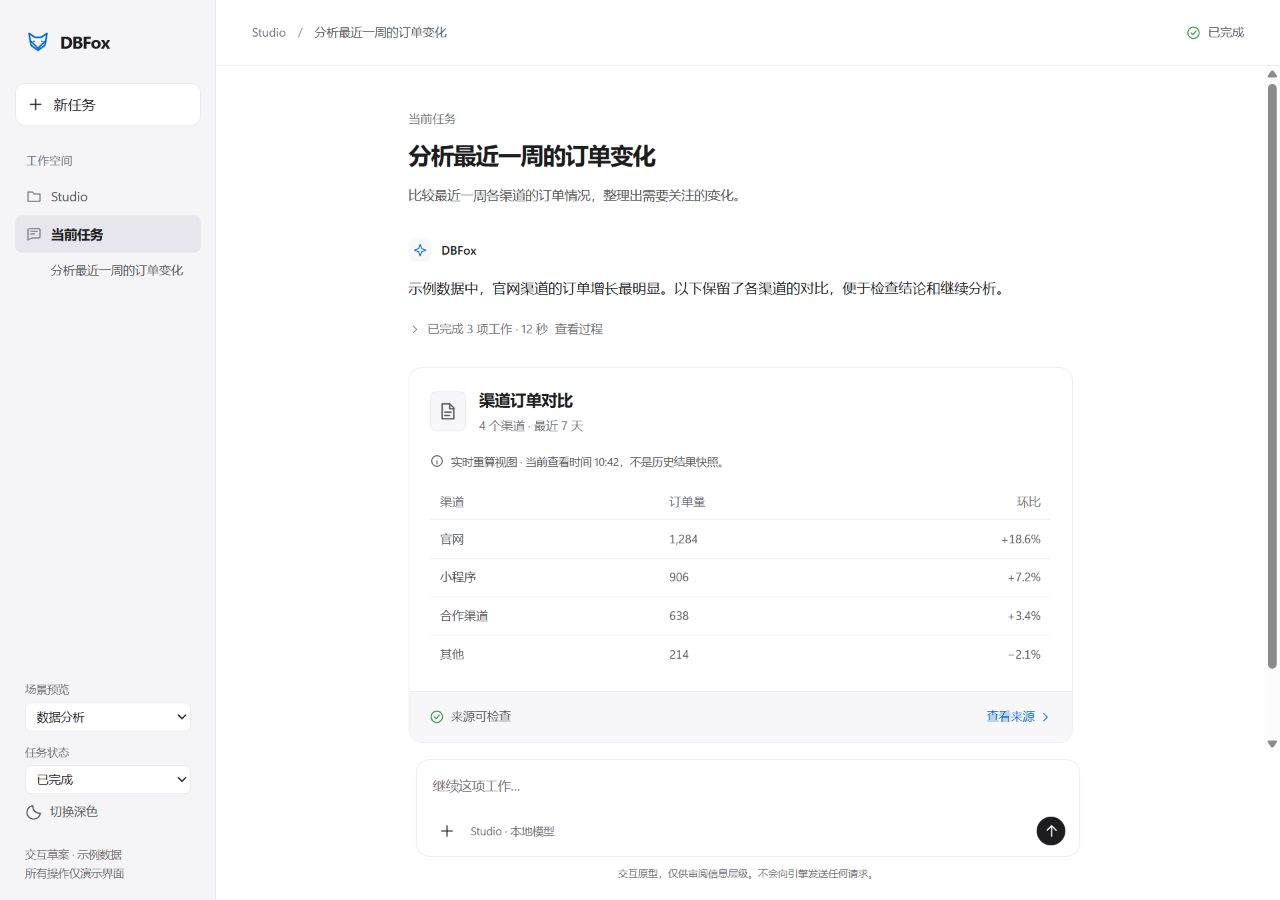 DBFox
新任务
工作空间
Studio
当前任务
分析最近一周的订单变化
场景预览
数据分析
任务状态
已完成
切换深色
交互草案 · 示例数据
所有操作仅演示界面
Studio / 分析最近一周的订单变化
已完成
当前任务
分析最近一周的订单变化
比较最近一周各渠道的订单情况，整理出需要关注的变化。
DBFox
示例数据中，官网渠道的订单增长最明显。以下保留了各渠道的对比，便于检查结论和继续分析。
已完成 3 项工作 · 12 秒 查看过程
渠道订单对比
4 个渠道 · 最近 7 天
实时重算视图 · 当前查看时间 10:42，不是历史结果快照。
渠道 订单量 环比
官网 1,284 +18.6%
小程序 906 +7.2%
合作渠道 638 +3.4%
其他 214 −2.1%
来源可检查 查看来源
继续这项工作...
Studio · 本地模型
交互原型，仅供审阅信息层级。不会向引擎发送任何请求。